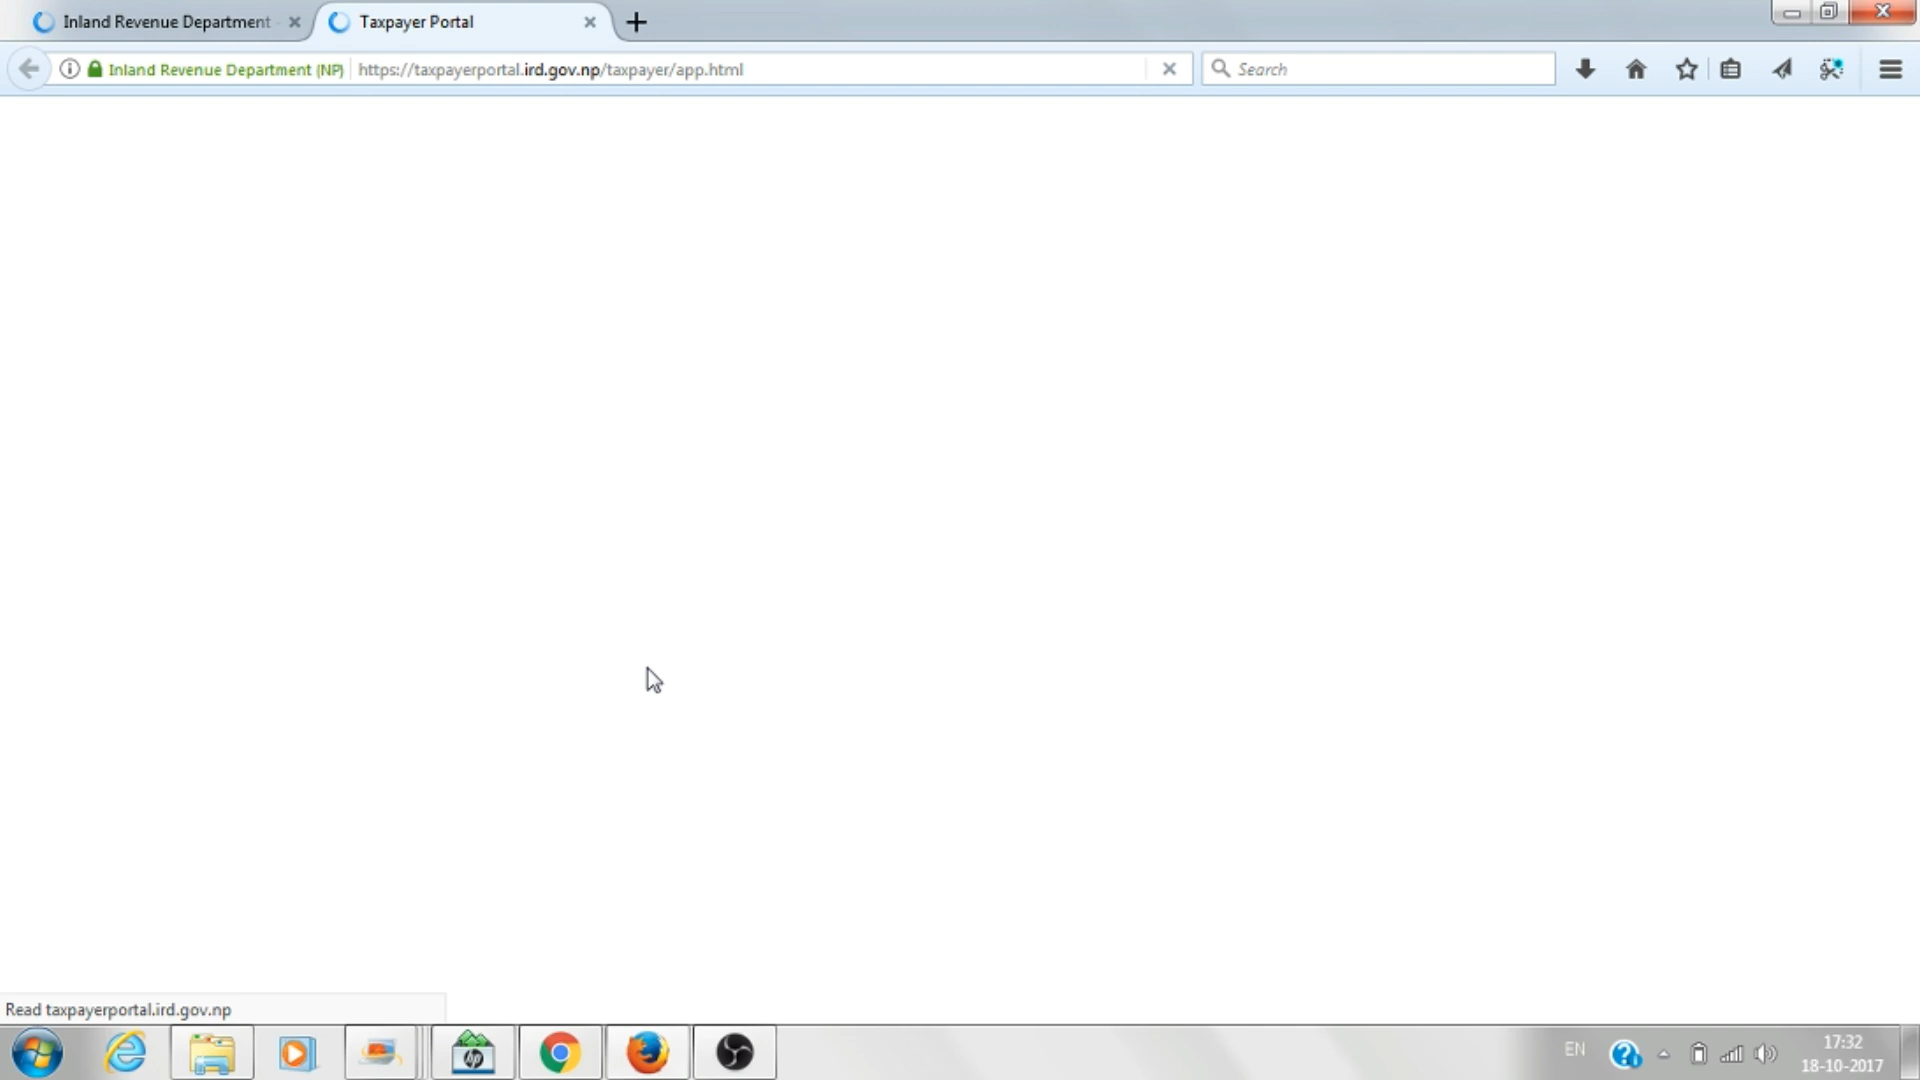 Inland Revenue Department
Taxpayer Portal
Inland Revenue Department (NP)
https://taxpayerportal.ird.gov.np/taxpayer/app.html
Search
Read taxpayerportal.ird.gov.np
EN
17:32
18-10-2017
hp